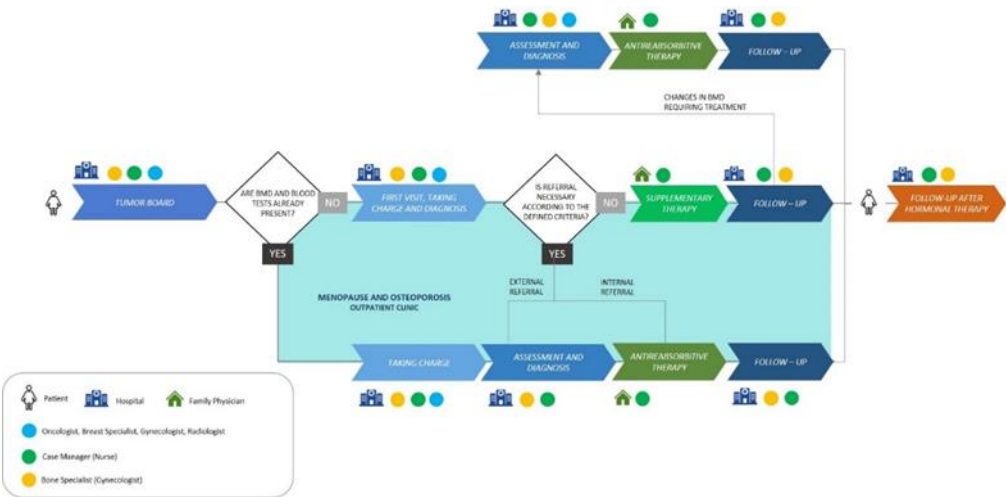 ASSESSMENT AND
DIAGNOSIS
ANTIREABSORBITIVE
THERAPY
FOLLOW – UP
CHANGES IN BMD
REQUIRING TREATMENT
TUMOR BOARD
ARE BMD AND BLOOD
TESTS ALREADY
PRESENT?
NO
FIRST VISIT, TAKING
CHARGE AND DIAGNOSIS
IS REFERRAL
NECESSARY
ACCORDING TO THE
DEFINED CRITERIA?
NO
SUPPLEMENTARY
THERAPY
FOLLOW – UP
FOLLOW-UP AFTER
HORMONAL THERAPY
YES
YES
MENOPAUSE AND OSTEOPOROSIS
OUTPATIENT CLINIC
EXTERNAL
REFERRAL
INTERNAL
REFERRAL
TAKING CHARGE
ASSESSMENT AND
DIAGNOSIS
ANTIREABSORBITIVE
THERAPY
FOLLOW – UP
Patient
Hospital
Family Physician
Oncologist, Breast Specialist, Gynecologist, Radiologist
Case Manager (Nurse)
Bone Specialist (Gynecologist)